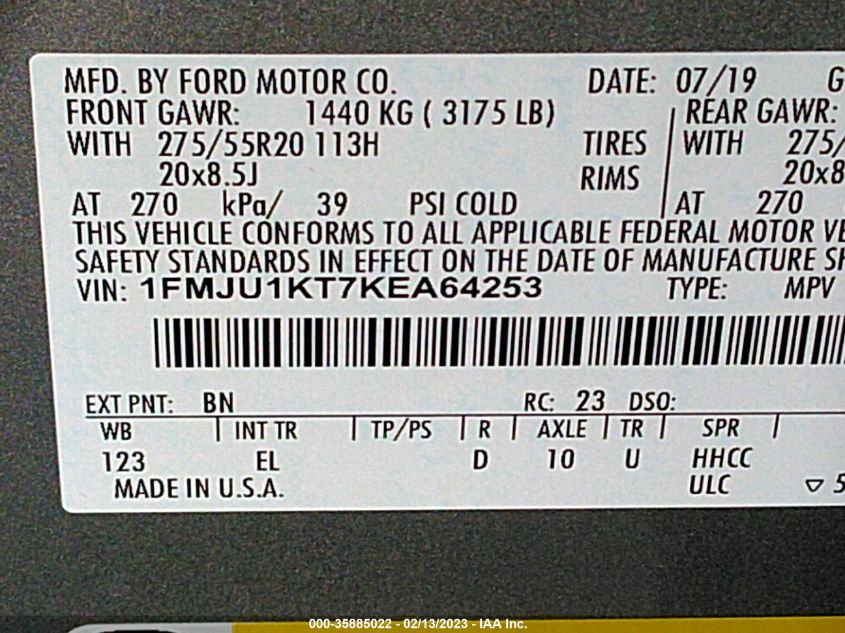 MFD. BY FORD MOTOR CO. DATE: 07/19 G
FRONT GAWR: 1440 KG ( 3175 LB) REAR GAWR:
WITH 275/55R20 113H TIRES WITH 275/
20x8.5J RIMS 20x8
AT 270 kPa/ 39 PSI COLD AT 270
THIS VEHICLE CONFORMS TO ALL APPLICABLE FEDERAL MOTOR VE
SAFETY STANDARDS IN EFFECT ON THE DATE OF MANUFACTURE SH
VIN: 1FMJU1KT7KEA64253 TYPE: MPV
EXT PNT: BN RC: 23 DSO:
WB INT TR TP/PS R AXLE TR SPR
123 EL D 10 U HHCC
MADE IN U.S.A. ULC ▽ 5
000-35885022 - 02/13/2023 - IAA Inc.